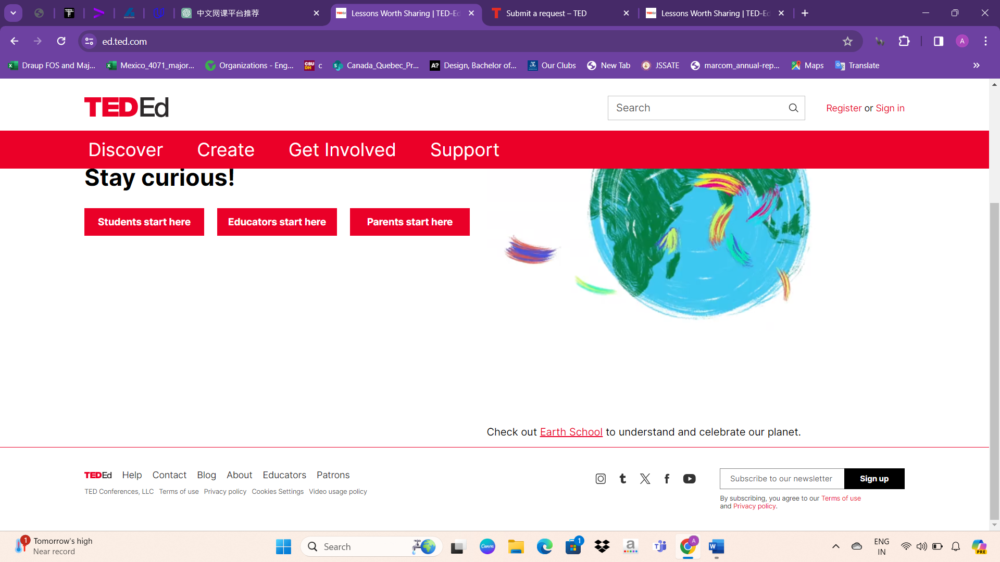 中文网课平台推荐
Lessons Worth Sharing | TED-Ed
Submit a request – TED
Lessons Worth Sharing | TED-Ed
ed.ted.com
A
Draup FOS and Maj...
Mexico_4071_major...
Organizations - Eng...
c
Canada_Quebec_Pr...
A?
Design, Bachelor of...
Our Clubs
New Tab
JSSATE
marcom_annual-rep...
Maps
Translate
TEDEd
Search
Register or Sign in
Discover
Create
Get Involved
Support
Stay curious!
Students start here
Educators start here
Parents start here
Check out Earth School to understand and celebrate our planet.
TEDEd
Help
Contact
Blog
About
Educators
Patrons
TED Conferences, LLC
Terms of use
Privacy policy
Cookies Settings
Video usage policy
Subscribe to our newsletter
Sign up
By subscribing, you agree to our Terms of use
and Privacy policy.
1
Tomorrow's high
Near record
Search
Canva
1
a
A
W
ENG
IN
PRE